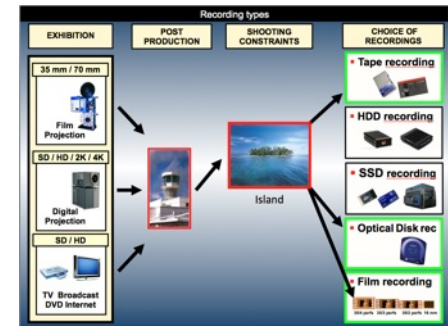 Recording types
EXHIBITION
POST
PRODUCTION
SHOOTING
CONSTRAINTS
CHOICE OF
RECORDINGS
35 mm / 70 mm
Film
Projection
SD / HD / 2K / 4K
Digital
Projection
SD / HD
TV Broadcast
DVD Internet
Island
• Tape recording
• HDD recording
• SSD recording
• Optical Disk rec
• Film recording